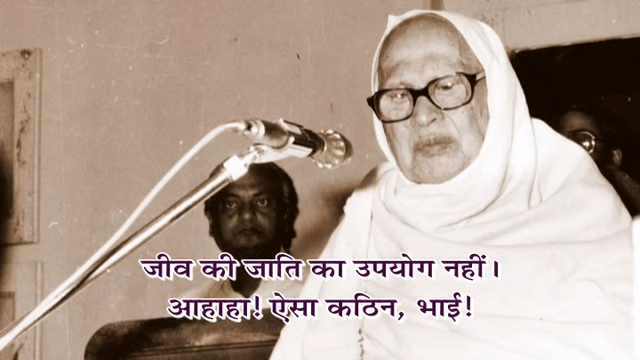 जीव की जाति का उपयोग नहीं।
आहाहा! ऐसा कठिन, भाई!